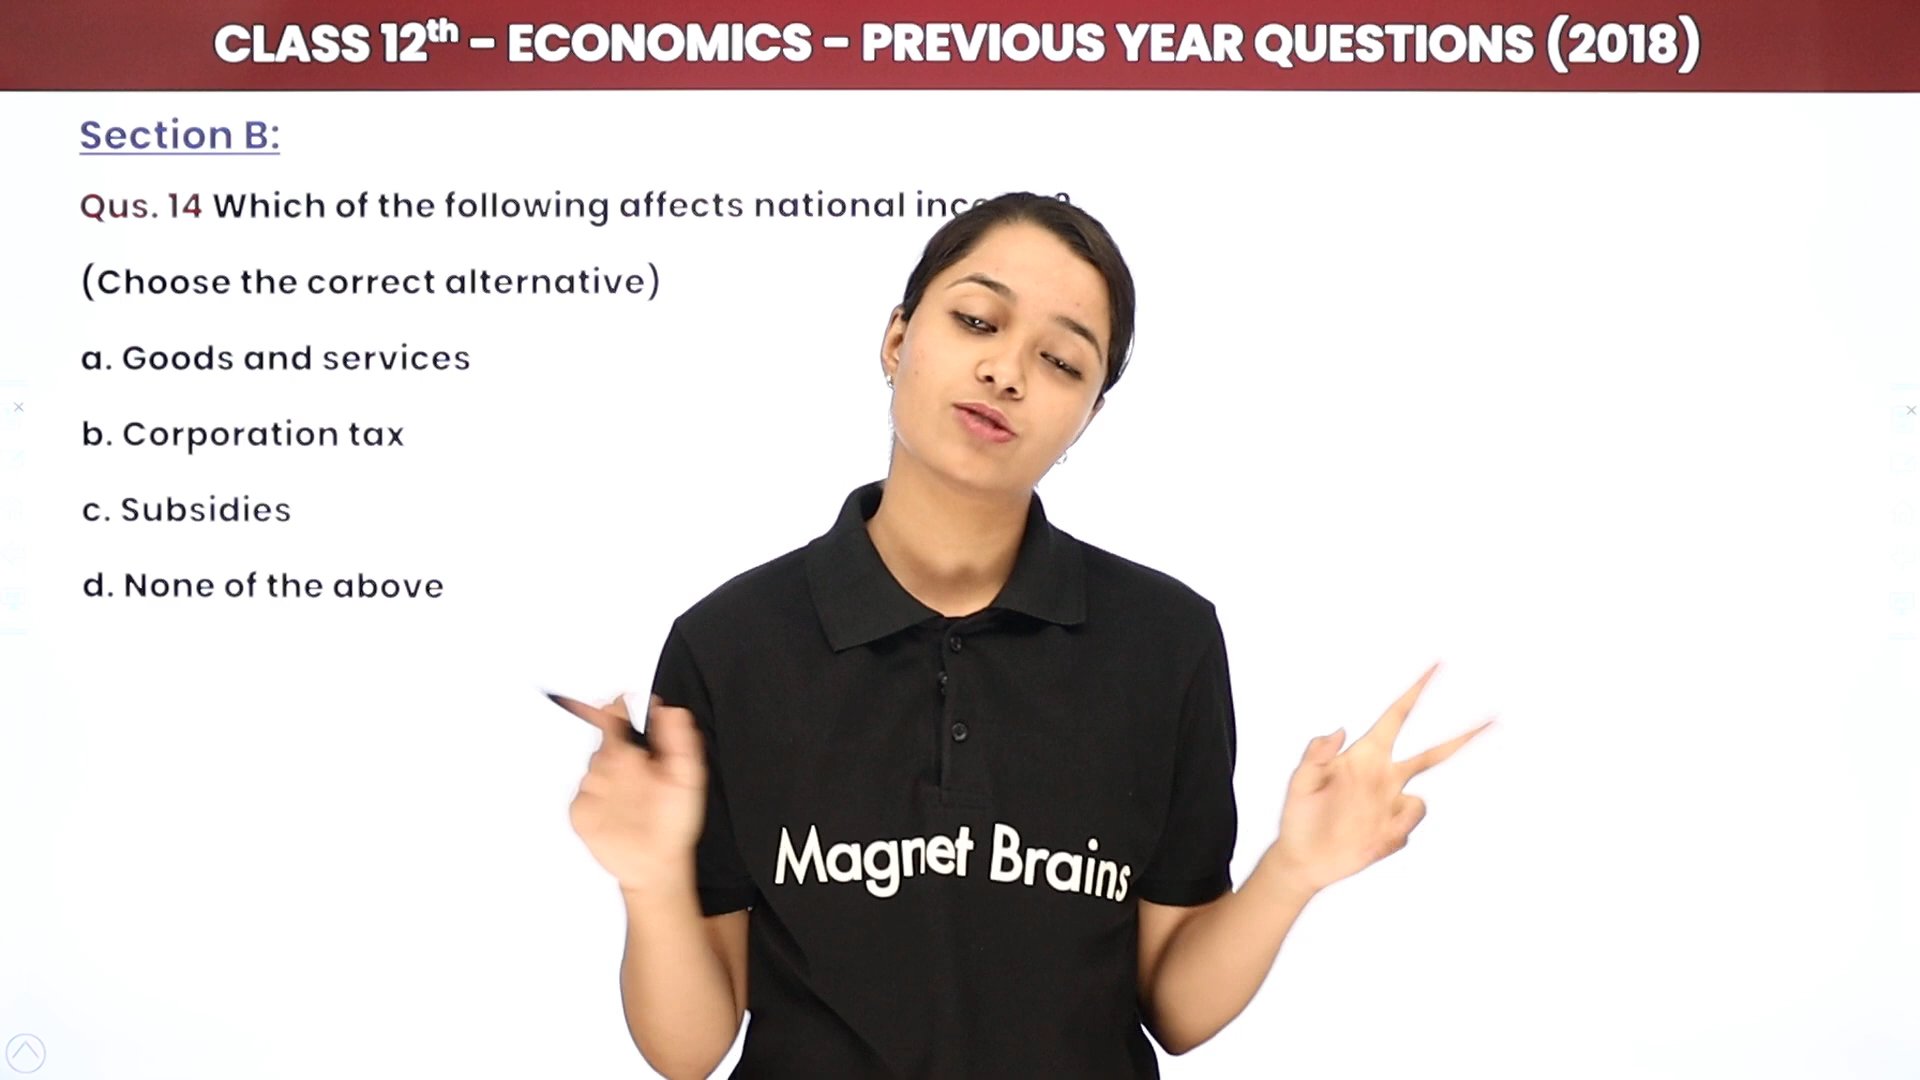 CLASS 12th – ECONOMICS – PREVIOUS YEAR QUESTIONS (2018)
Section B:
Qus. 14 Which of the following affects national
(Choose the correct alternative)
a. Goods and services
b. Corporation tax
c. Subsidies
d. None of the above
Magnet Brains